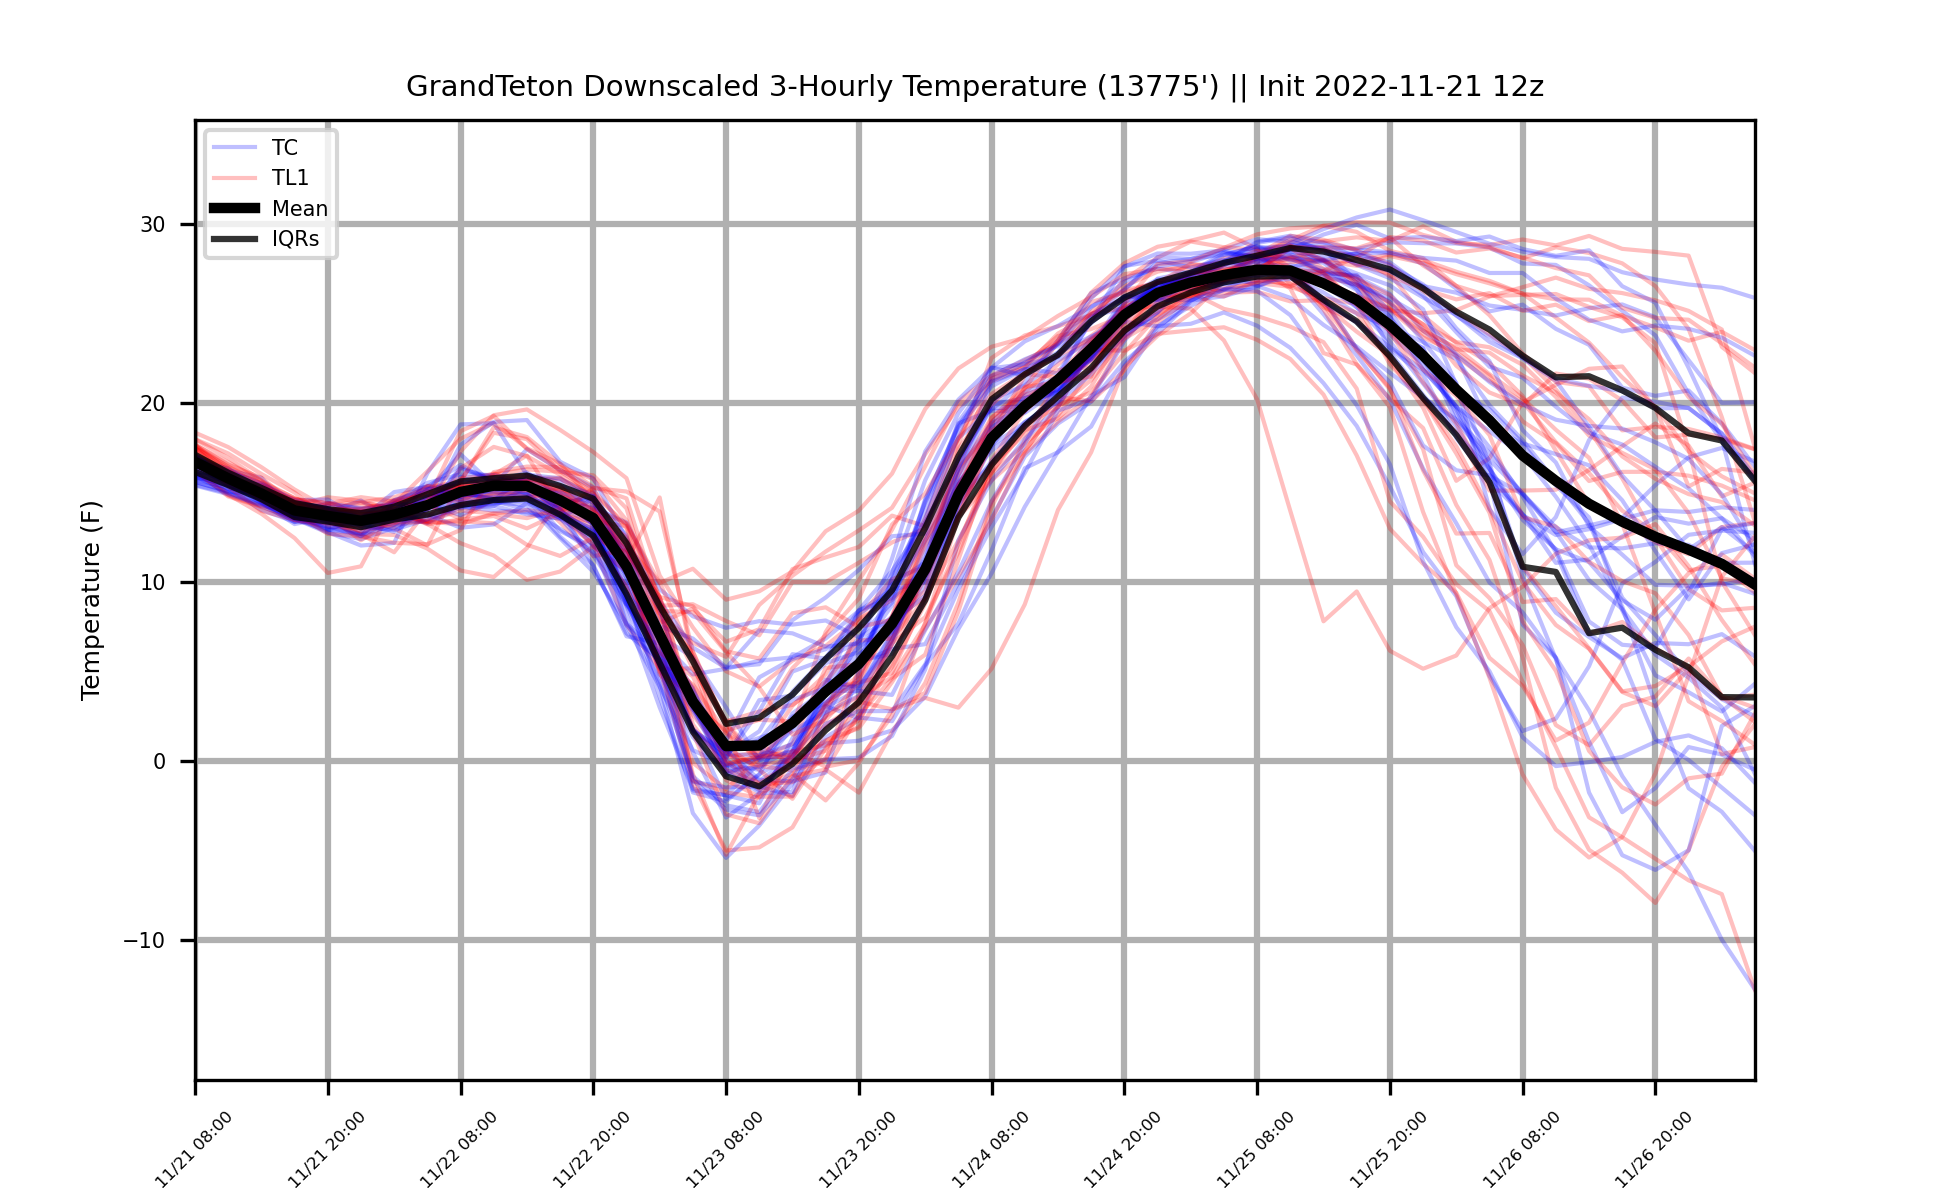 GrandTeton Downscaled 3-Hourly Temperature (13775') || Init 2022-11-21 12z
TC
TL1
Mean
IQRs
Temperature (F)
30
20
10
0
−10
11/21 08:00
11/21 20:00
11/22 08:00
11/22 20:00
11/23 08:00
11/23 20:00
11/24 08:00
11/24 20:00
11/25 08:00
11/25 20:00
11/26 08:00
11/26 20:00